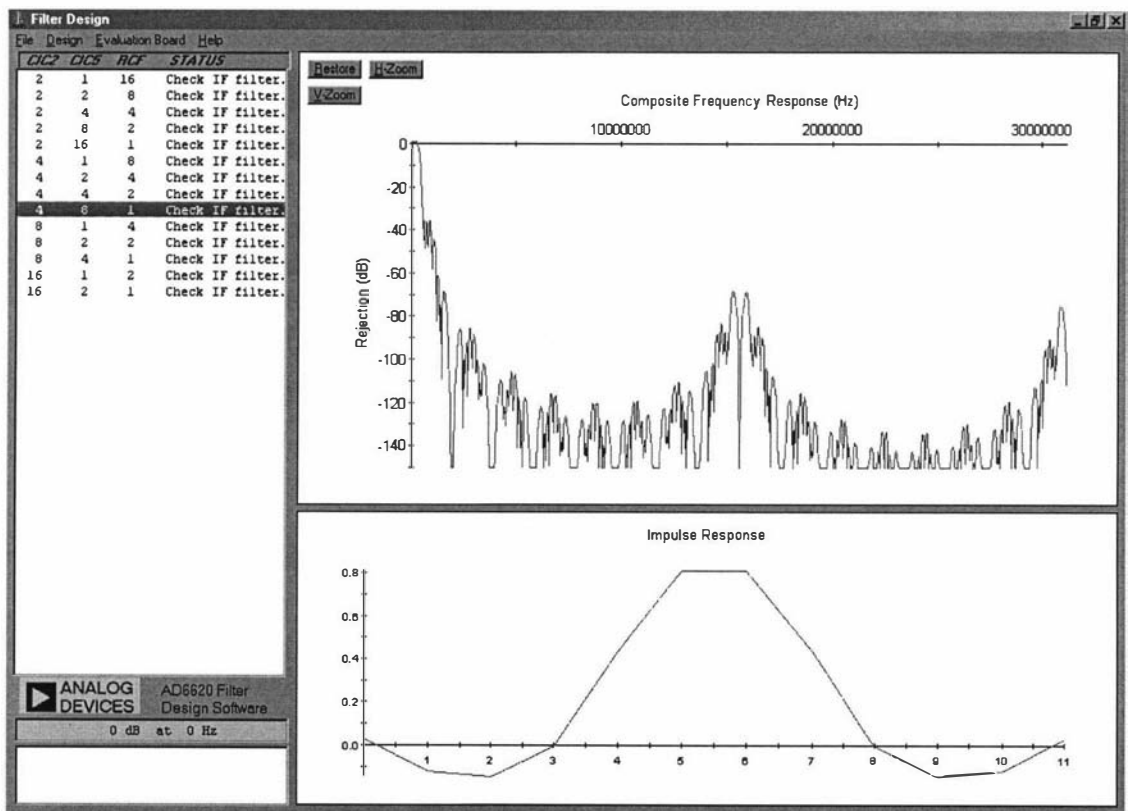 Filter Design
File Design Evaluation Board Help
CIC2 CIC5 RCF STATUS
2 1 16 Check IF filter.
2 2 8 Check IF filter.
2 4 4 Check IF filter.
2 8 2 Check IF filter.
2 16 1 Check IF filter.
4 1 8 Check IF filter.
4 2 4 Check IF filter.
4 4 2 Check IF filter.
4 8 1 Check IF filter.
8 1 4 Check IF filter.
8 2 2 Check IF filter.
8 4 1 Check IF filter.
16 1 2 Check IF filter.
16 2 1 Check IF filter.
ANALOG DEVICES
AD6620 Filter
Design Software
0 dB at 0 Hz
Restore H-Zoom
V-Zoom
Composite Frequency Response (Hz)
10000000 20000000 30000000
0
-20
-40
-60
-80
-100
-120
-140
Rejection (dB)
Impulse Response
0.8
0.6
0.4
0.2
0.0
1 2 3 4 5 6 7 8 9 10 11